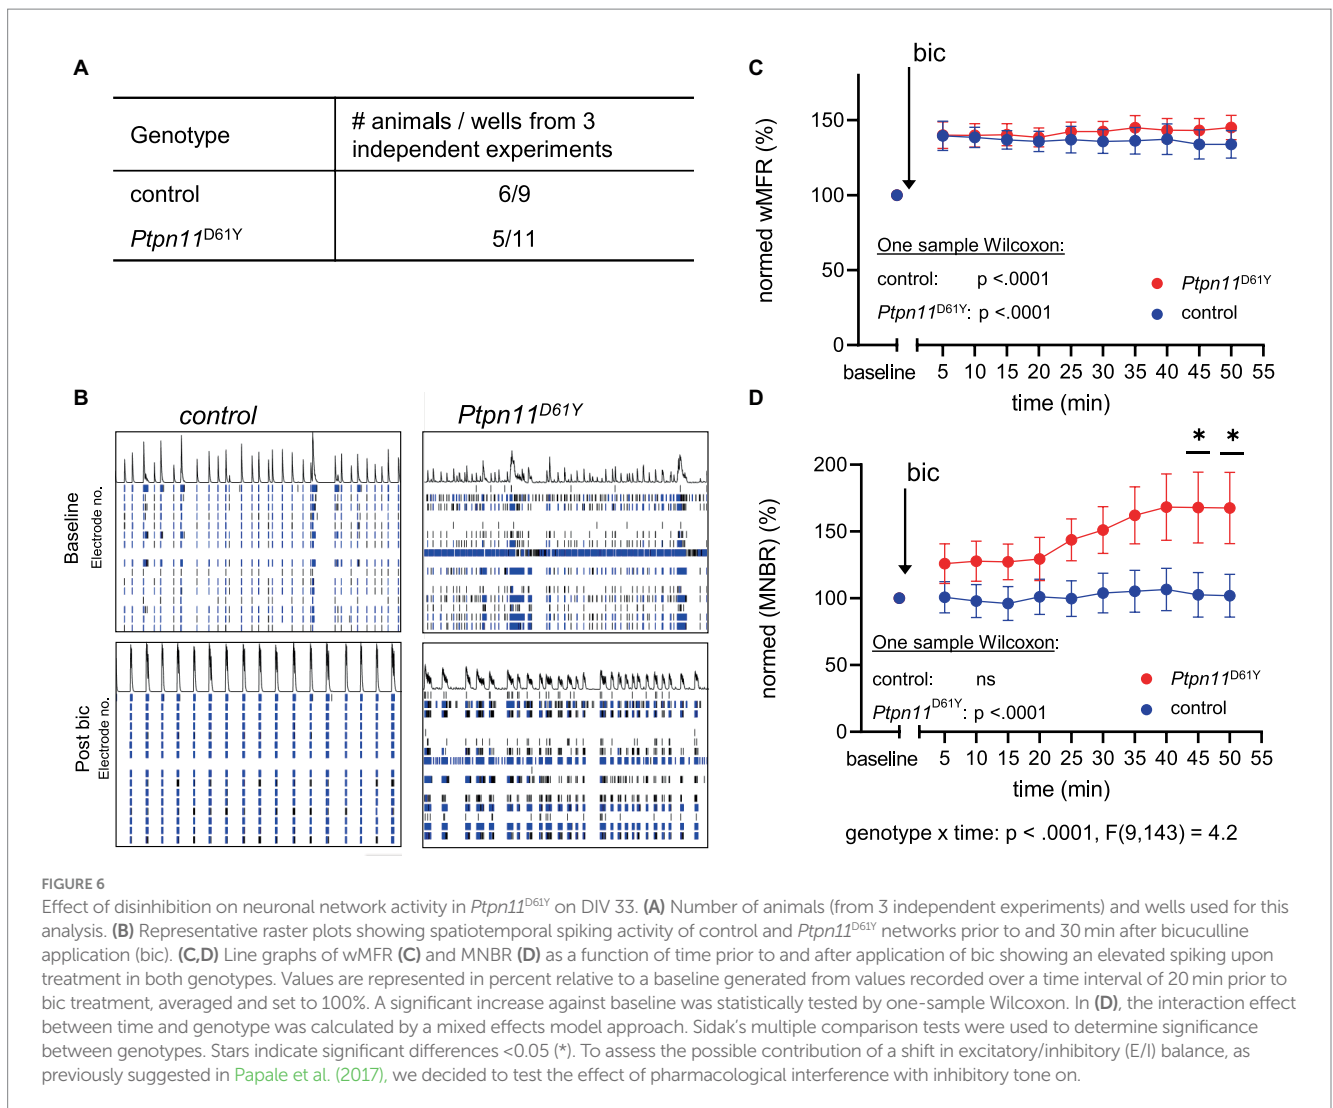 A
Genotype
# animals / wells from 3
independent experiments
control
6/9
Ptpn11D61Y
5/11
B
control
Ptpn11D61Y
Baseline
Electrode no.
Post bic
Electrode no.
C
bic
normed wMFR (%)
150
100
50
0
One sample Wilcoxon:
control: p <.0001
Ptpn11D61Y: p <.0001
Ptpn11D61Y
control
baseline
5 10 15 20 25 30 35 40 45 50 55
time (min)
D
bic
* *
normed (MNBR) (%)
200
150
100
50
0
One sample Wilcoxon:
control: ns
Ptpn11D61Y: p <.0001
Ptpn11D61Y
control
baseline
5 10 15 20 25 30 35 40 45 50 55
time (min)
genotype x time: p < .0001, F(9,143) = 4.2
FIGURE 6
Effect of disinhibition on neuronal network activity in Ptpn11D61Y on DIV 33. (A) Number of animals (from 3 independent experiments) and wells used for this
analysis. (B) Representative raster plots showing spatiotemporal spiking activity of control and Ptpn11D61Y networks prior to and 30 min after bicuculline
application (bic). (C,D) Line graphs of wMFR (C) and MNBR (D) as a function of time prior to and after application of bic showing an elevated spiking upon
treatment in both genotypes. Values are represented in percent relative to a baseline generated from values recorded over a time interval of 20 min prior to
bic treatment, averaged and set to 100%. A significant increase against baseline was statistically tested by one-sample Wilcoxon. In (D), the interaction effect
between time and genotype was calculated by a mixed effects model approach. Sidak's multiple comparison tests were used to determine significance
between genotypes. Stars indicate significant differences <0.05 (*). To assess the possible contribution of a shift in excitatory/inhibitory (E/I) balance, as
previously suggested in Papale et al. (2017), we decided to test the effect of pharmacological interference with inhibitory tone on.